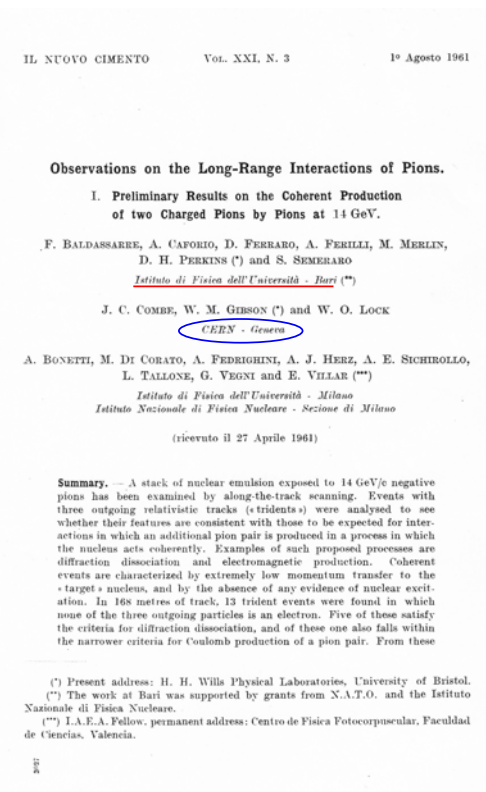 IL NUOVO CIMENTO VOL. XXI, N. 3 1º Agosto 1961
Observations on the Long-Range Interactions of Pions.
I. Preliminary Results on the Coherent Production
of two Charged Pions by Pions at 14 GeV.
F. BALDASSARRE, A. CAFORIO, D. FERRARO, A. FERILLI, M. MERLIN,
D. H. PERKINS (*) and S. SEMERARO
Istituto di Fisica dell'Università - Bari (**)
J. C. COMBE, W. M. GIBSON (*) and W. O. LOCK
CERN - Geneva
A. BONETTI, M. DI CORATO, A. FEDRIGHINI, A. J. HERZ, A. E. SICHIROLLO,
L. TALLONE, G. VEGNI and E. VILLAR (***)
Istituto di Fisica dell'Università - Milano
Istituto Nazionale di Fisica Nucleare - Sezione di Milano
(ricevuto il 27 Aprile 1961)
Summary. — A stack of nuclear emulsion exposed to 14 GeV/c negative
pions has been examined by along-the-track scanning. Events with
three outgoing relativistic tracks (« tridents ») were analysed to see
whether their features are consistent with those to be expected for inter-
actions in which an additional pion pair is produced in a process in which
the nucleus acts coherently. Examples of such proposed processes are
diffraction dissociation and electromagnetic production. Coherent
events are characterized by extremely low momentum transfer to the
« target » nucleus, and by the absence of any evidence of nuclear excit-
ation. In 168 metres of track, 13 trident events were found in which
none of the three outgoing particles is an electron. Five of these satisfy
the criteria for diffraction dissociation, and of these one also falls within
the narrower criteria for Coulomb production of a pion pair. From these
(*) Present address: H. H. Wills Physical Laboratories, University of Bristol.
(**) The work at Bari was supported by grants from N.A.T.O. and the Istituto
Nazionale di Fisica Nucleare.
(***) I.A.E.A. Fellow, permanent address: Centro de Fisica Fotocorpuscular, Faculdad
de Ciencias, Valencia.